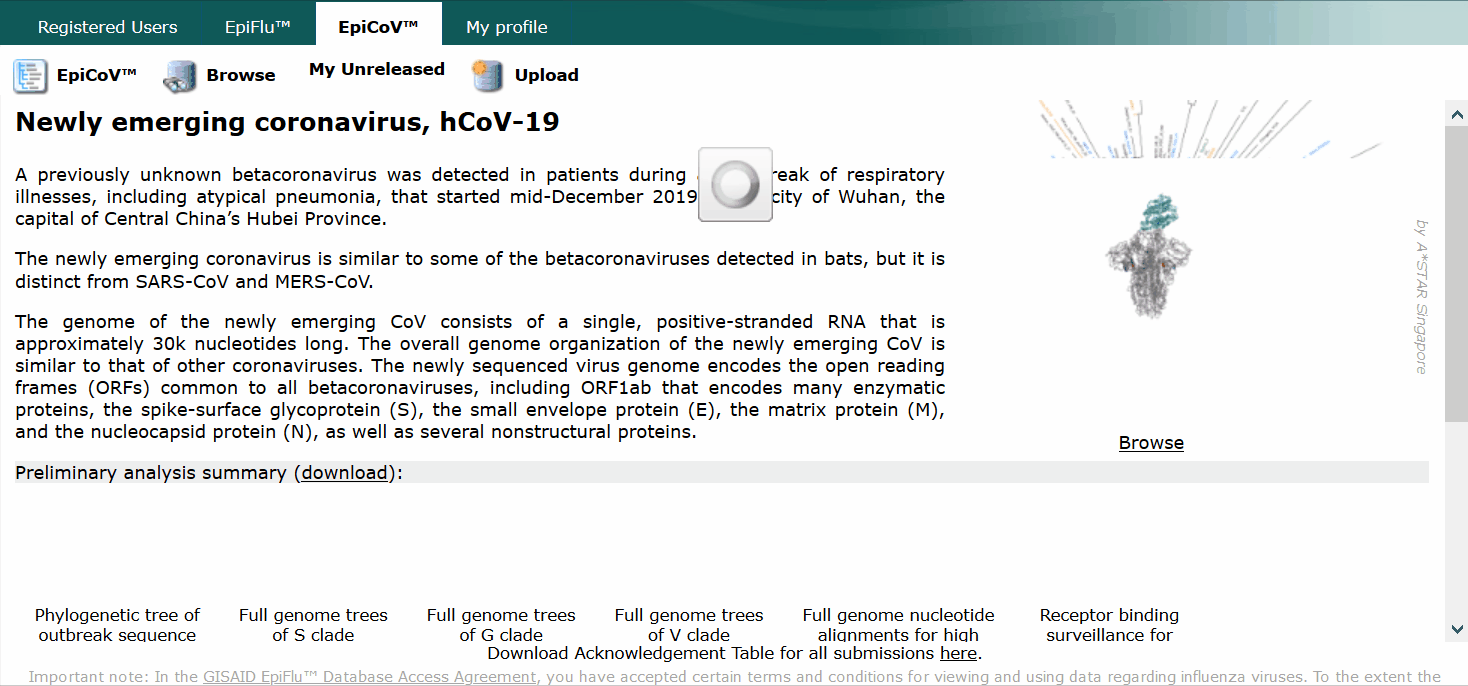 Registered Users EpiFlu™ EpiCoV™ My profile
EpiCoV™ Browse My Unreleased Upload
Newly emerging coronavirus, hCoV-19
A previously unknown betacoronavirus was detected in patients during reak of respiratory
illnesses, including atypical pneumonia, that started mid-December 2019 city of Wuhan, the
capital of Central China’s Hubei Province.
The newly emerging coronavirus is similar to some of the betacoronaviruses detected in bats, but it is
distinct from SARS-CoV and MERS-CoV.
The genome of the newly emerging CoV consists of a single, positive-stranded RNA that is
approximately 30k nucleotides long. The overall genome organization of the newly emerging CoV is
similar to that of other coronaviruses. The newly sequenced virus genome encodes the open reading
frames (ORFs) common to all betacoronaviruses, including ORF1ab that encodes many enzymatic
proteins, the spike-surface glycoprotein (S), the small envelope protein (E), the matrix protein (M),
and the nucleocapsid protein (N), as well as several nonstructural proteins.
by A*STAR Singapore
Browse
Preliminary analysis summary (download):
Phylogenetic tree of
outbreak sequence
Full genome trees
of S clade
Full genome trees
of G clade
Full genome trees
of V clade
Full genome nucleotide
alignments for high
Receptor binding
surveillance for
Download Acknowledgement Table for all submissions here.
Important note: In the GISAID EpiFlu™ Database Access Agreement, you have accepted certain terms and conditions for viewing and using data regarding influenza viruses. To the extent the